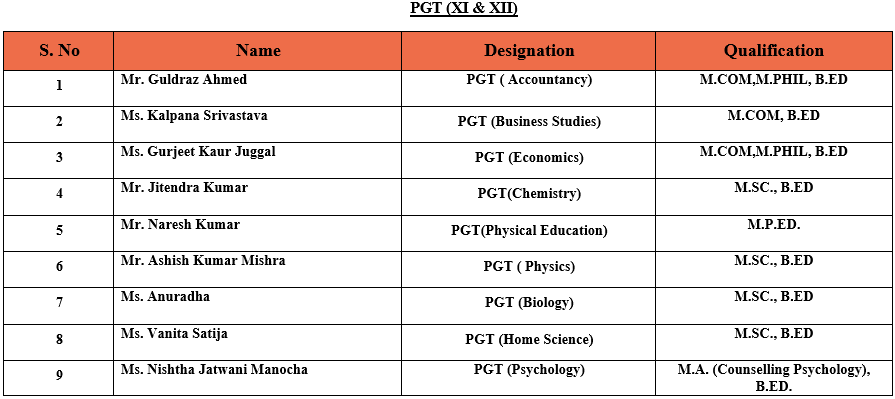 PGT (XI & XII)
S. No Name Designation Qualification
1 Mr. Guldraz Ahmed PGT ( Accountancy) M.COM,M.PHIL, B.ED
2 Ms. Kalpana Srivastava PGT (Business Studies) M.COM, B.ED
3 Ms. Gurjeet Kaur Juggal PGT (Economics) M.COM,M.PHIL, B.ED
4 Mr. Jitendra Kumar PGT(Chemistry) M.SC., B.ED
5 Mr. Naresh Kumar PGT(Physical Education) M.P.ED.
6 Mr. Ashish Kumar Mishra PGT ( Physics) M.SC., B.ED
7 Ms. Anuradha PGT (Biology) M.SC., B.ED
8 Ms. Vanita Satija PGT (Home Science) M.SC., B.ED
9 Ms. Nishtha Jatwani Manocha PGT (Psychology) M.A. (Counselling Psychology),
B.ED.